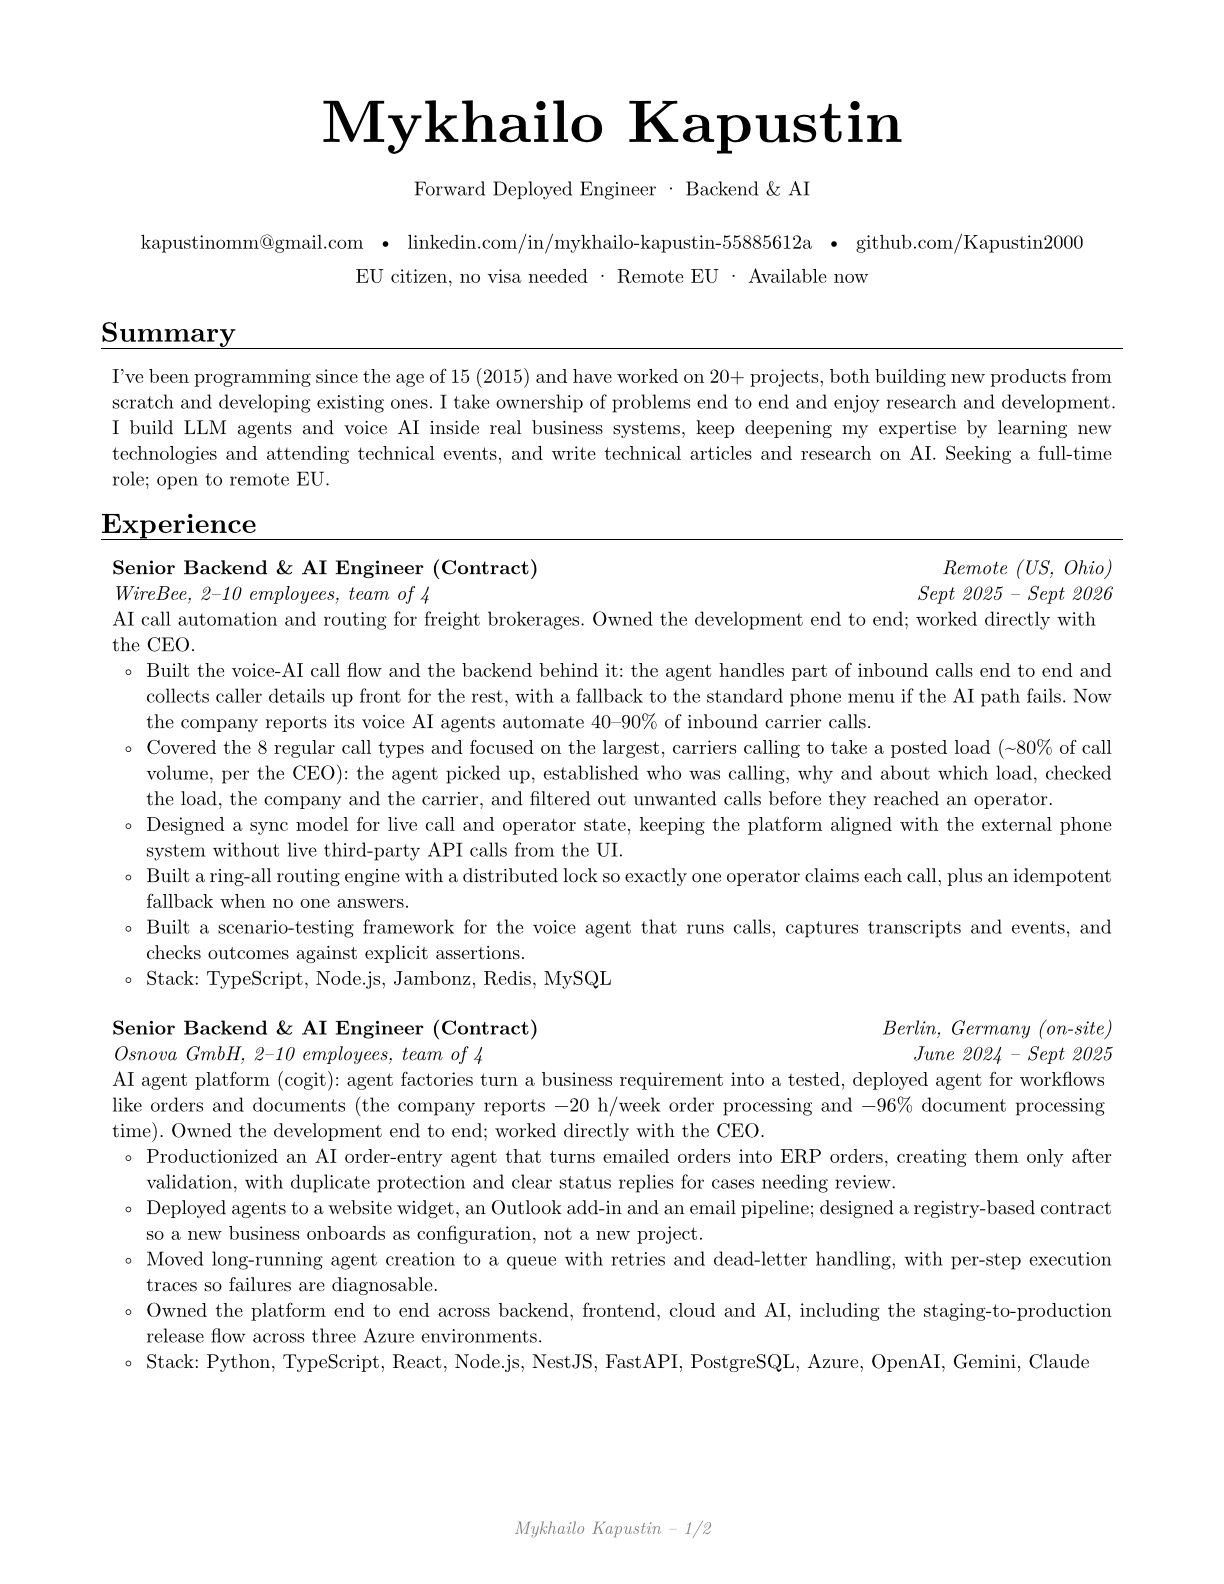 Mykhailo Kapustin
Forward Deployed Engineer · Backend & AI
kapustinomm@gmail.com • linkedin.com/in/mykhailo-kapustin-55885612a • github.com/Kapustin2000
EU citizen, no visa needed · Remote EU · Available now
Summary
I've been programming since the age of 15 (2015) and have worked on 20+ projects, both building new products from
scratch and developing existing ones. I take ownership of problems end to end and enjoy research and development.
I build LLM agents and voice AI inside real business systems, keep deepening my expertise by learning new
technologies and attending technical events, and write technical articles and research on AI. Seeking a full-time
role; open to remote EU.
Experience
Senior Backend & AI Engineer (Contract) Remote (US, Ohio)
WireBee, 2–10 employees, team of 4 Sept 2025 – Sept 2026
AI call automation and routing for freight brokerages. Owned the development end to end; worked directly with
the CEO.
◦ Built the voice-AI call flow and the backend behind it: the agent handles part of inbound calls end to end and
collects caller details up front for the rest, with a fallback to the standard phone menu if the AI path fails. Now
the company reports its voice AI agents automate 40–90% of inbound carrier calls.
◦ Covered the 8 regular call types and focused on the largest, carriers calling to take a posted load (~80% of call
volume, per the CEO): the agent picked up, established who was calling, why and about which load, checked
the load, the company and the carrier, and filtered out unwanted calls before they reached an operator.
◦ Designed a sync model for live call and operator state, keeping the platform aligned with the external phone
system without live third-party API calls from the UI.
◦ Built a ring-all routing engine with a distributed lock so exactly one operator claims each call, plus an idempotent
fallback when no one answers.
◦ Built a scenario-testing framework for the voice agent that runs calls, captures transcripts and events, and
checks outcomes against explicit assertions.
◦ Stack: TypeScript, Node.js, Jambonz, Redis, MySQL
Senior Backend & AI Engineer (Contract) Berlin, Germany (on-site)
Osnova GmbH, 2–10 employees, team of 4 June 2024 – Sept 2025
AI agent platform (cogit): agent factories turn a business requirement into a tested, deployed agent for workflows
like orders and documents (the company reports −20 h/week order processing and −96% document processing
time). Owned the development end to end; worked directly with the CEO.
◦ Productionized an AI order-entry agent that turns emailed orders into ERP orders, creating them only after
validation, with duplicate protection and clear status replies for cases needing review.
◦ Deployed agents to a website widget, an Outlook add-in and an email pipeline; designed a registry-based contract
so a new business onboards as configuration, not a new project.
◦ Moved long-running agent creation to a queue with retries and dead-letter handling, with per-step execution
traces so failures are diagnosable.
◦ Owned the platform end to end across backend, frontend, cloud and AI, including the staging-to-production
release flow across three Azure environments.
◦ Stack: Python, TypeScript, React, Node.js, NestJS, FastAPI, PostgreSQL, Azure, OpenAI, Gemini, Claude
Mykhailo Kapustin – 1/2